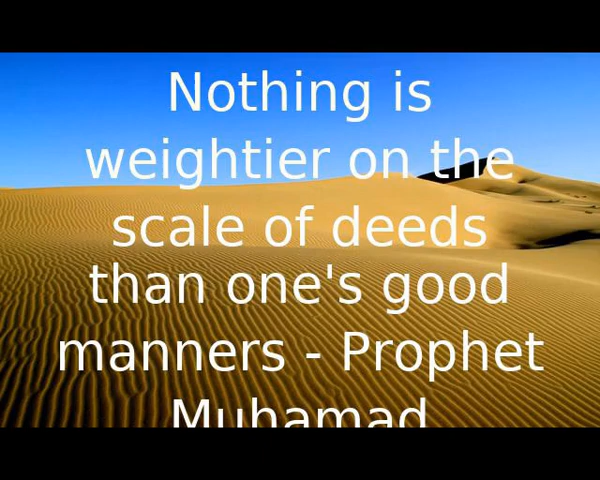 Nothing is
weightier on the
scale of deeds
than one's good
manners - Prophet
Muhamad